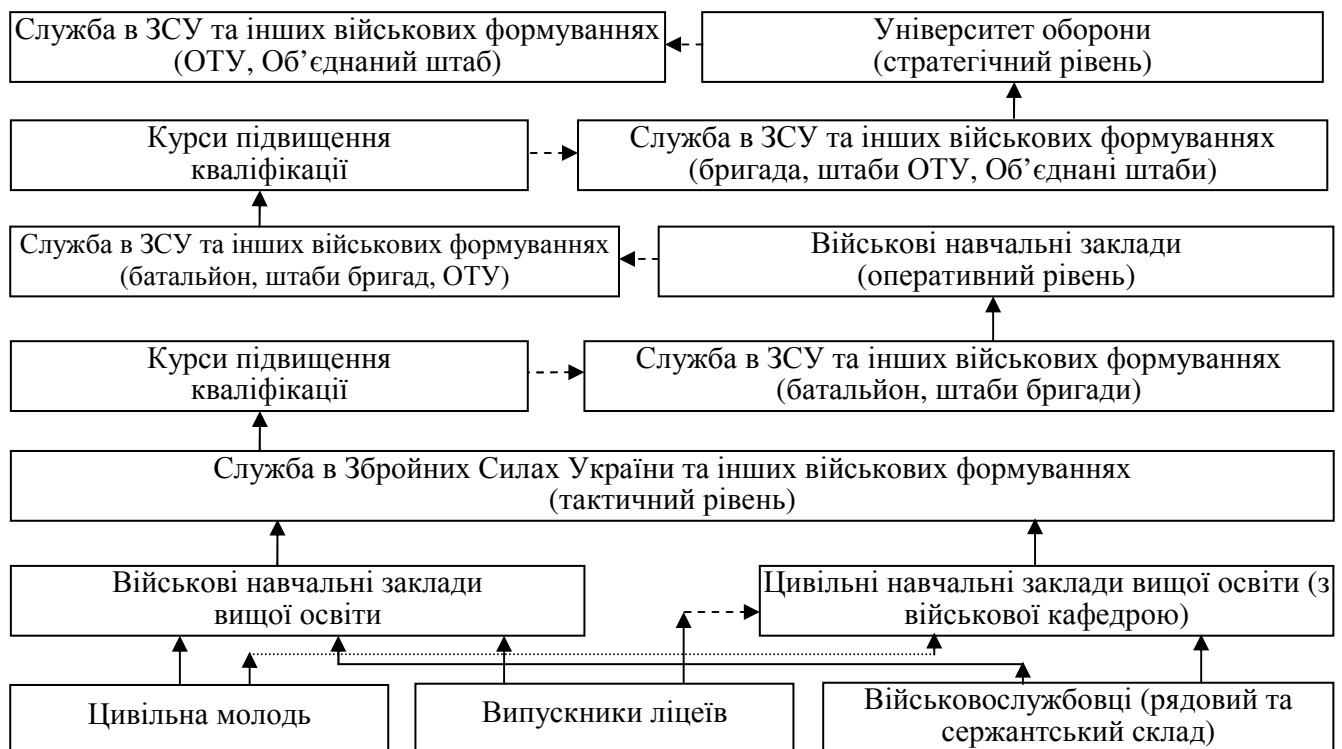 Служба в ЗСУ та інших військових формуваннях
(ОТУ, Об’єднаний штаб)
Університет оборони
(стратегічний рівень)
Курси підвищення
кваліфікації
Служба в ЗСУ та інших військових формуваннях
(бригада, штаби ОТУ, Об’єднані штаби)
Служба в ЗСУ та інших військових формуваннях
(батальйон, штаби бригад, ОТУ)
Військові навчальні заклади
(оперативний рівень)
Курси підвищення
кваліфікації
Служба в ЗСУ та інших військових формуваннях
(батальйон, штаби бригади)
Служба в Збройних Силах України та інших військових формуваннях
(тактичний рівень)
Військові навчальні заклади
вищої освіти
Цивільні навчальні заклади вищої освіти (з
військової кафедрою)
Цивільна молодь
Випускники ліцеїв
Військовослужбовці (рядовий та
сержантський склад)